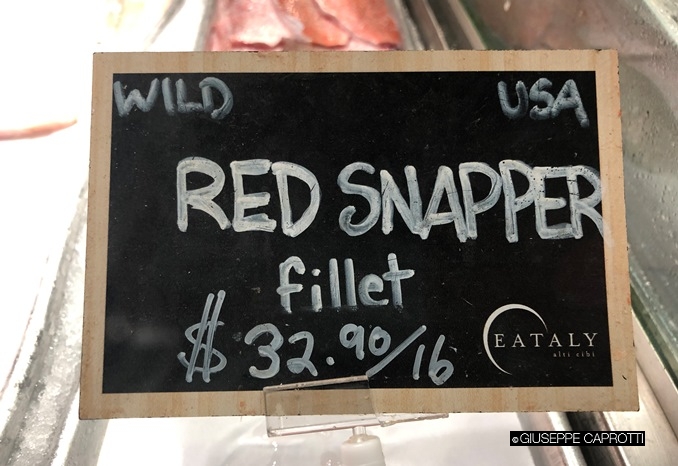 WILD USA
RED SNAPPER
fillet
$ 32.90/lb
EATALY
alti cibi
©GIUSEPPE CAPROTTI